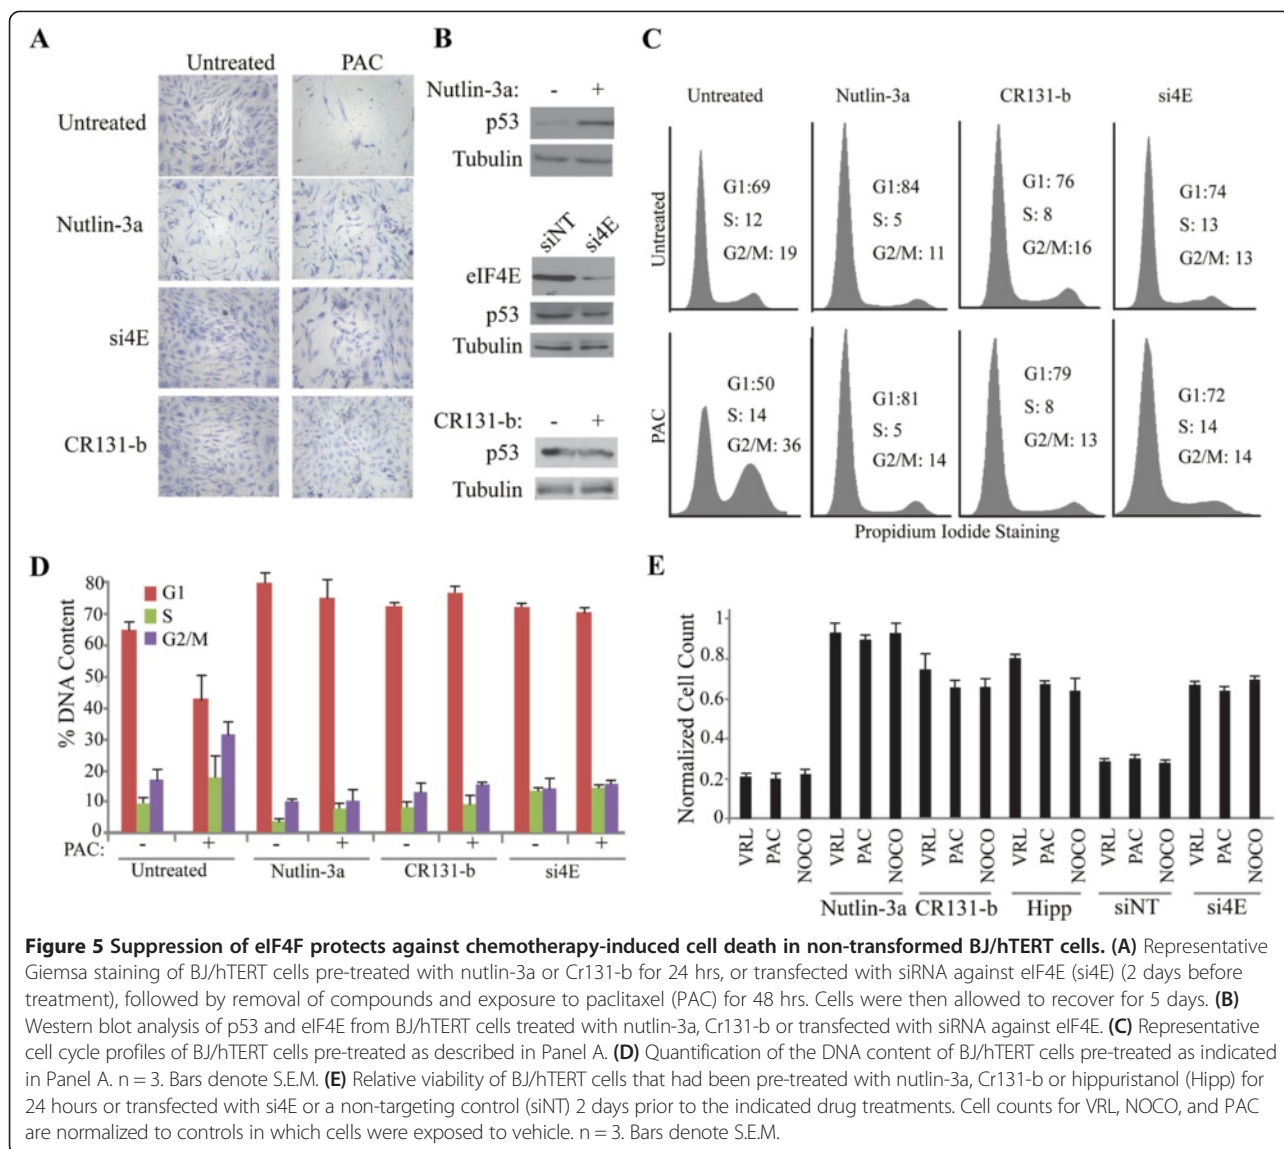 A
Untreated PAC
Untreated
Nutlin-3a
si4E
CR131-b
B
Nutlin-3a: - +
p53
Tubulin
siNT si4E
eIF4E
p53
Tubulin
CR131-b: - +
p53
Tubulin
C
Untreated Nutlin-3a CR131-b si4E
Untreated
G1:69
S: 12
G2/M: 19
G1:84
S: 5
G2/M: 11
G1: 76
S: 8
G2/M:16
G1:74
S: 13
G2/M: 13
PAC
G1:50
S: 14
G2/M: 36
G1:81
S: 5
G2/M: 14
G1:79
S: 8
G2/M: 13
G1:72
S: 14
G2/M: 14
Propidium Iodide Staining
D
% DNA Content
80
70
60
50
40
30
20
10
0
G1
S
G2/M
PAC: - + - + - + - +
Untreated Nutlin-3a CR131-b si4E
E
Normalized Cell Count
1
0.8
0.6
0.4
0.2
0
VRL PAC NOCO VRL PAC NOCO VRL PAC NOCO VRL PAC NOCO VRL PAC NOCO VRL PAC NOCO
Nutlin-3a CR131-b Hipp siNT si4E
Figure 5 Suppression of eIF4F protects against chemotherapy-induced cell death in non-transformed BJ/hTERT cells. (A) Representative
Giemsa staining of BJ/hTERT cells pre-treated with nutlin-3a or Cr131-b for 24 hrs, or transfected with siRNA against eIF4E (si4E) (2 days before
treatment), followed by removal of compounds and exposure to paclitaxel (PAC) for 48 hrs. Cells were then allowed to recover for 5 days. (B)
Western blot analysis of p53 and eIF4E from BJ/hTERT cells treated with nutlin-3a, Cr131-b or transfected with siRNA against eIF4E. (C) Representative
cell cycle profiles of BJ/hTERT cells pre-treated as described in Panel A. (D) Quantification of the DNA content of BJ/hTERT cells pre-treated as indicated
in Panel A. n = 3. Bars denote S.E.M. (E) Relative viability of BJ/hTERT cells that had been pre-treated with nutlin-3a, Cr131-b or hippuristanol (Hipp) for
24 hours or transfected with si4E or a non-targeting control (siNT) 2 days prior to the indicated drug treatments. Cell counts for VRL, NOCO, and PAC
are normalized to controls in which cells were exposed to vehicle. n = 3. Bars denote S.E.M.